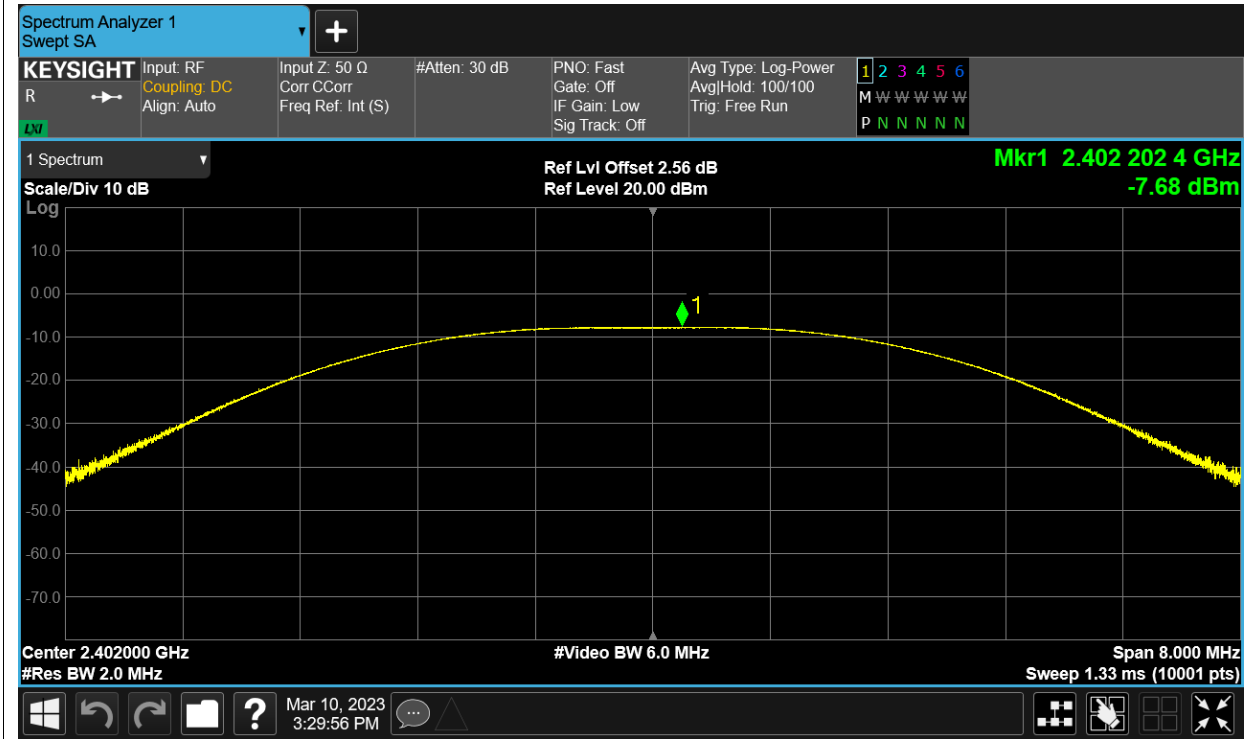 Spectrum Analyzer 1
Swept SA
+
KEYSIGHT
R
LXI
Input: RF
Coupling: DC
Align: Auto
Input Z: 50 Ω
Corr CCorr
Freq Ref: Int (S)
#Atten: 30 dB
PNO: Fast
Gate: Off
IF Gain: Low
Sig Track: Off
Avg Type: Log-Power
Avg|Hold: 100/100
Trig: Free Run
1 2 3 4 5 6
M W W W W W
P N N N N N
1 Spectrum
Scale/Div 10 dB
Log
Ref Lvl Offset 2.56 dB
Ref Level 20.00 dBm
Mkr1 2.402 202 4 GHz
-7.68 dBm
10.0
0.00
-10.0
-20.0
-30.0
-40.0
-50.0
-60.0
-70.0
1
Center 2.402000 GHz
#Res BW 2.0 MHz
#Video BW 6.0 MHz
Span 8.000 MHz
Sweep 1.33 ms (10001 pts)
?
Mar 10, 2023
3:29:56 PM